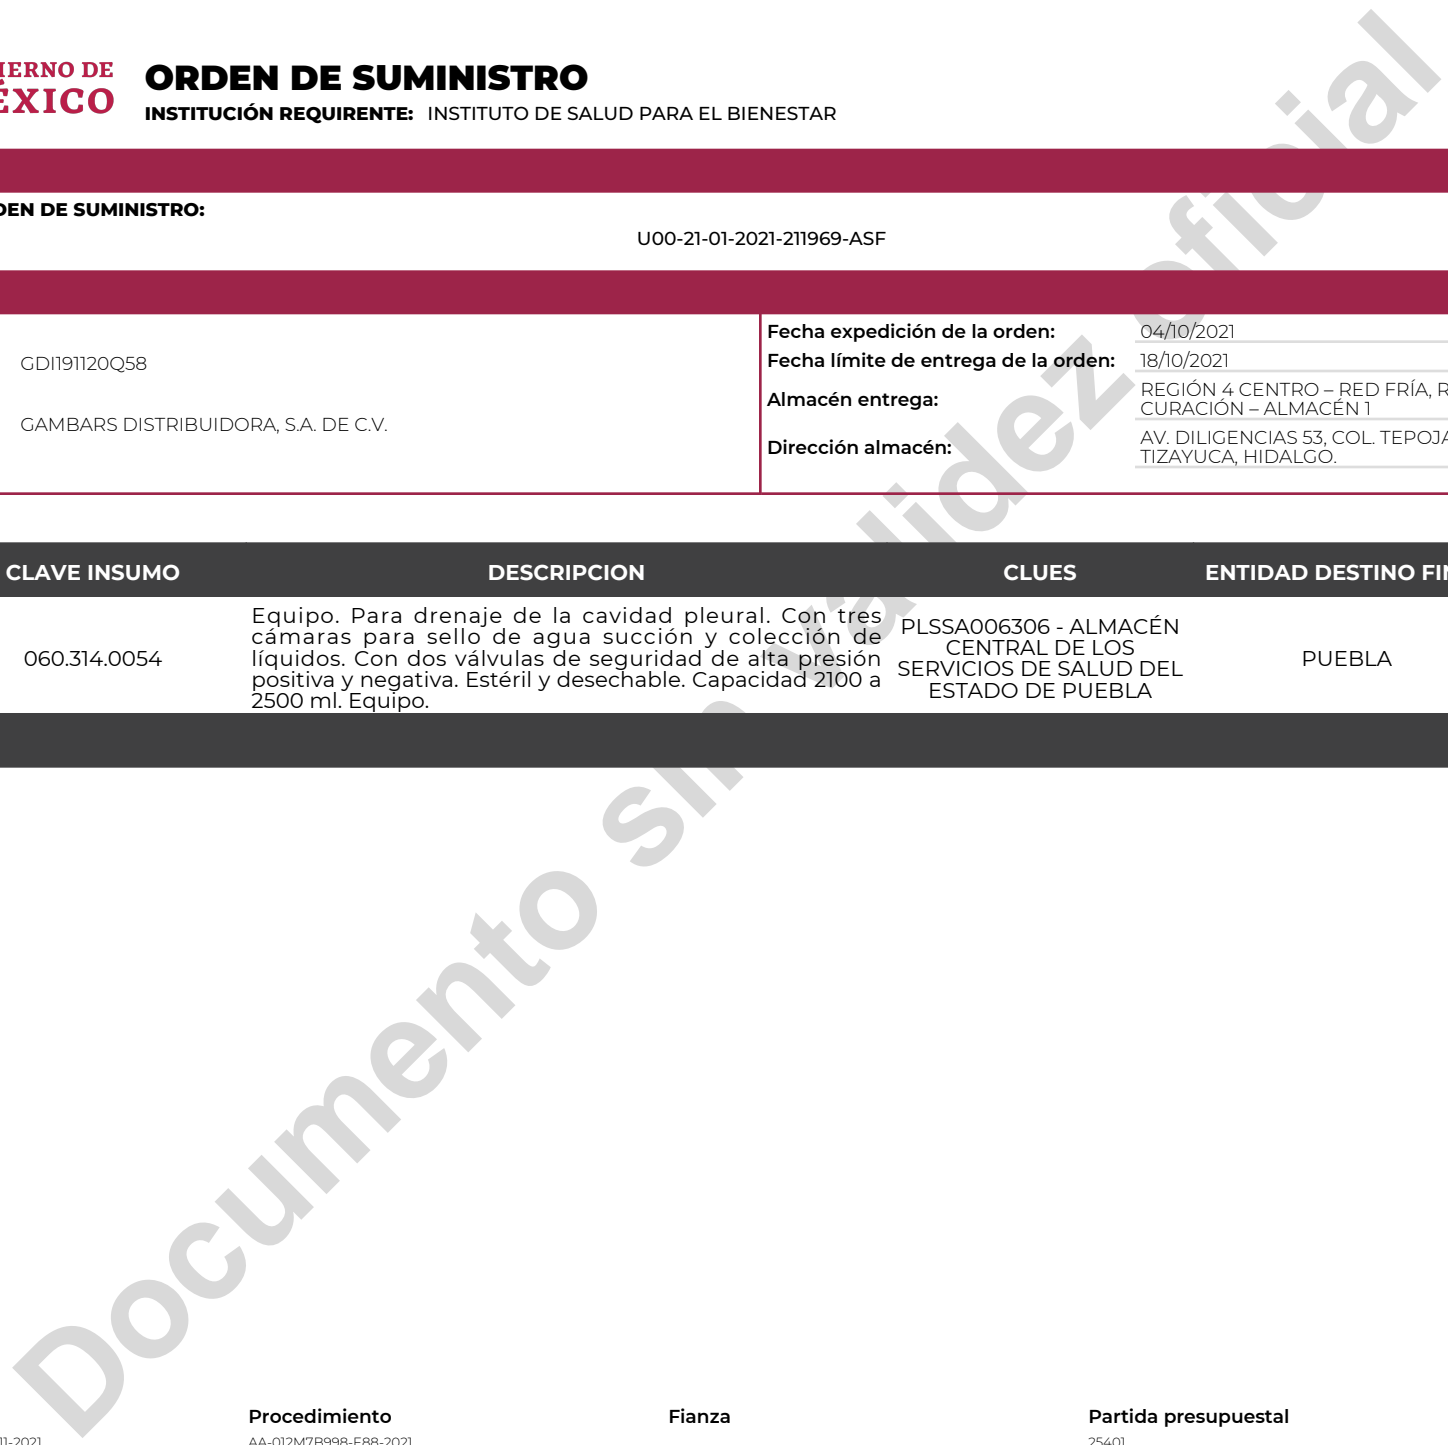 IERNO DE
ÉXICO
ORDEN DE SUMINISTRO
INSTITUCIÓN REQUIRENTE: INSTITUTO DE SALUD PARA EL BIENESTAR
DEN DE SUMINISTRO:
U00-21-01-2021-211969-ASF
GDI191120Q58
GAMBARS DISTRIBUIDORA, S.A. DE C.V.
Fecha expedición de la orden: 04/10/2021
Fecha límite de entrega de la orden: 18/10/2021
Almacén entrega: REGIÓN 4 CENTRO – RED FRÍA, R
CURACIÓN – ALMACÉN 1
Dirección almacén: AV. DILIGENCIAS 53, COL. TEPOJA
TIZAYUCA, HIDALGO.
CLAVE INSUMO DESCRIPCION CLUES ENTIDAD DESTINO FIN
060.314.0054
Equipo. Para drenaje de la cavidad pleural. Con tres
cámaras para sello de agua succión y colección de
líquidos. Con dos válvulas de seguridad de alta presión
positiva y negativa. Estéril y desechable. Capacidad 2100 a
2500 ml. Equipo.
PLSSA006306 - ALMACÉN
CENTRAL DE LOS
SERVICIOS DE SALUD DEL
ESTADO DE PUEBLA
PUEBLA
Documento sin validez oficial
Procedimiento Fianza Partida presupuestal
11-2021 AA-012M7B998-E88-2021 25401